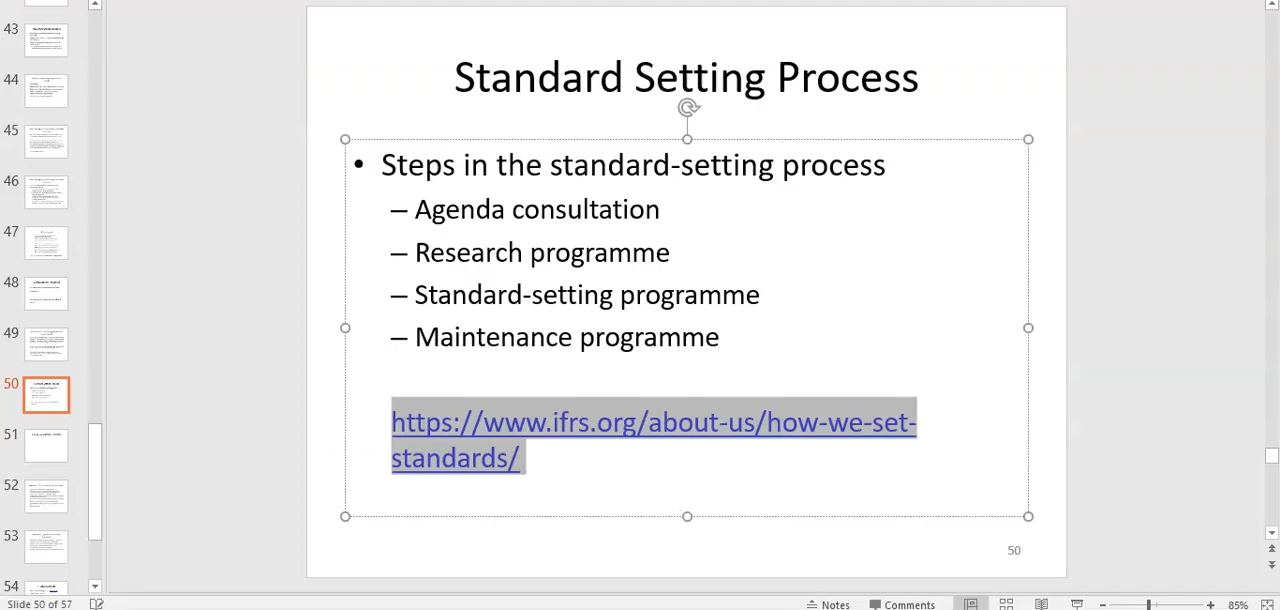 Standard Setting Process
• Steps in the standard-setting process
– Agenda consultation
– Research programme
– Standard-setting programme
– Maintenance programme
https://www.ifrs.org/about-us/how-we-set-
standards/
50
43
44
45
46
47
48
49
50
51
52
53
54
Slide 50 of 57
Notes
Comments
85%